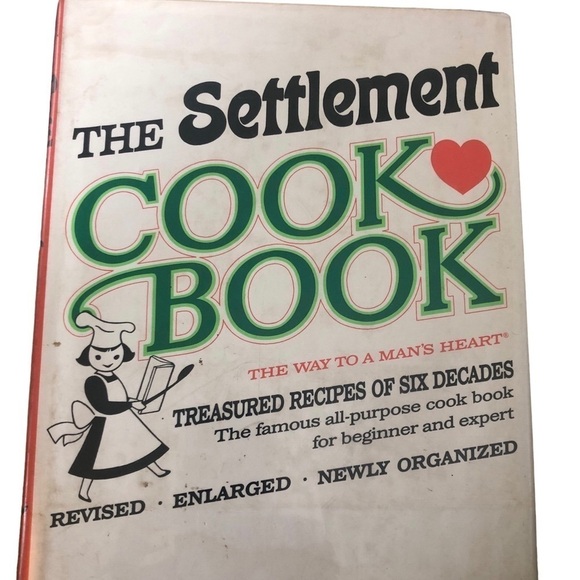 THE Settlement
COOK
BOOK
THE WAY TO A MAN'S HEART®
TREASURED RECIPES OF SIX DECADES
The famous all-purpose cook book
for beginner and expert
REVISED · ENLARGED · NEWLY ORGANIZED